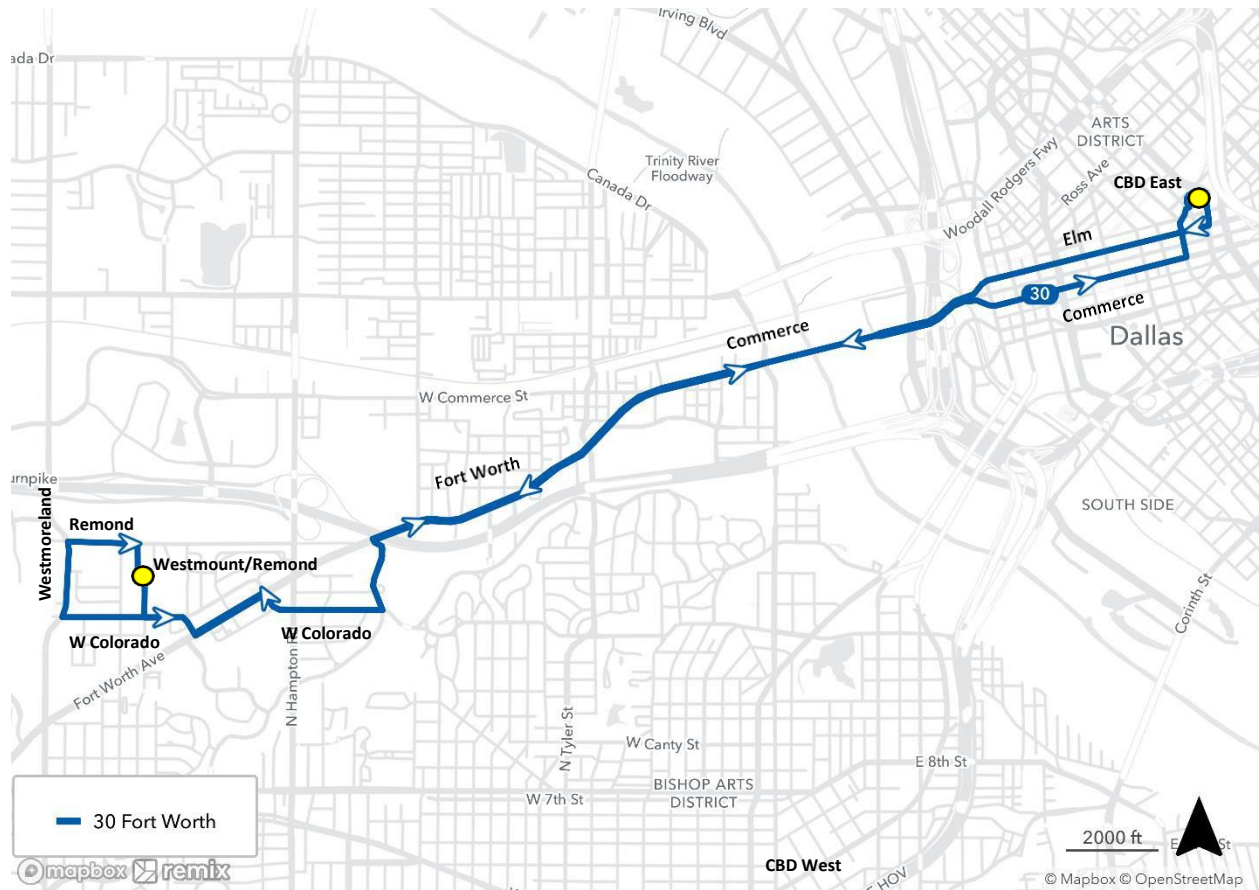 Irving Blvd
ada Dr
ARTS
DISTRICT
Woodall Rodgers Fwy
Ross Ave
Trinity River
Floodway
Canada Dr
CBD East
Elm
30
Commerce
Commerce
Dallas
W Commerce St
Fort Worth
urnpike
SOUTH SIDE
Westmoreland
Remond
Westmount/Remond
W Colorado
W Colorado
Corinth St
Fort Worth Ave
N Hampton R
N Tyler St
W Canty St
E 8th St
BISHOP ARTS
DISTRICT
W 7th St
30 Fort Worth
2000 ft
E
St
CBD West
E HOV
mapbox remix
© Mapbox © OpenStreetMap